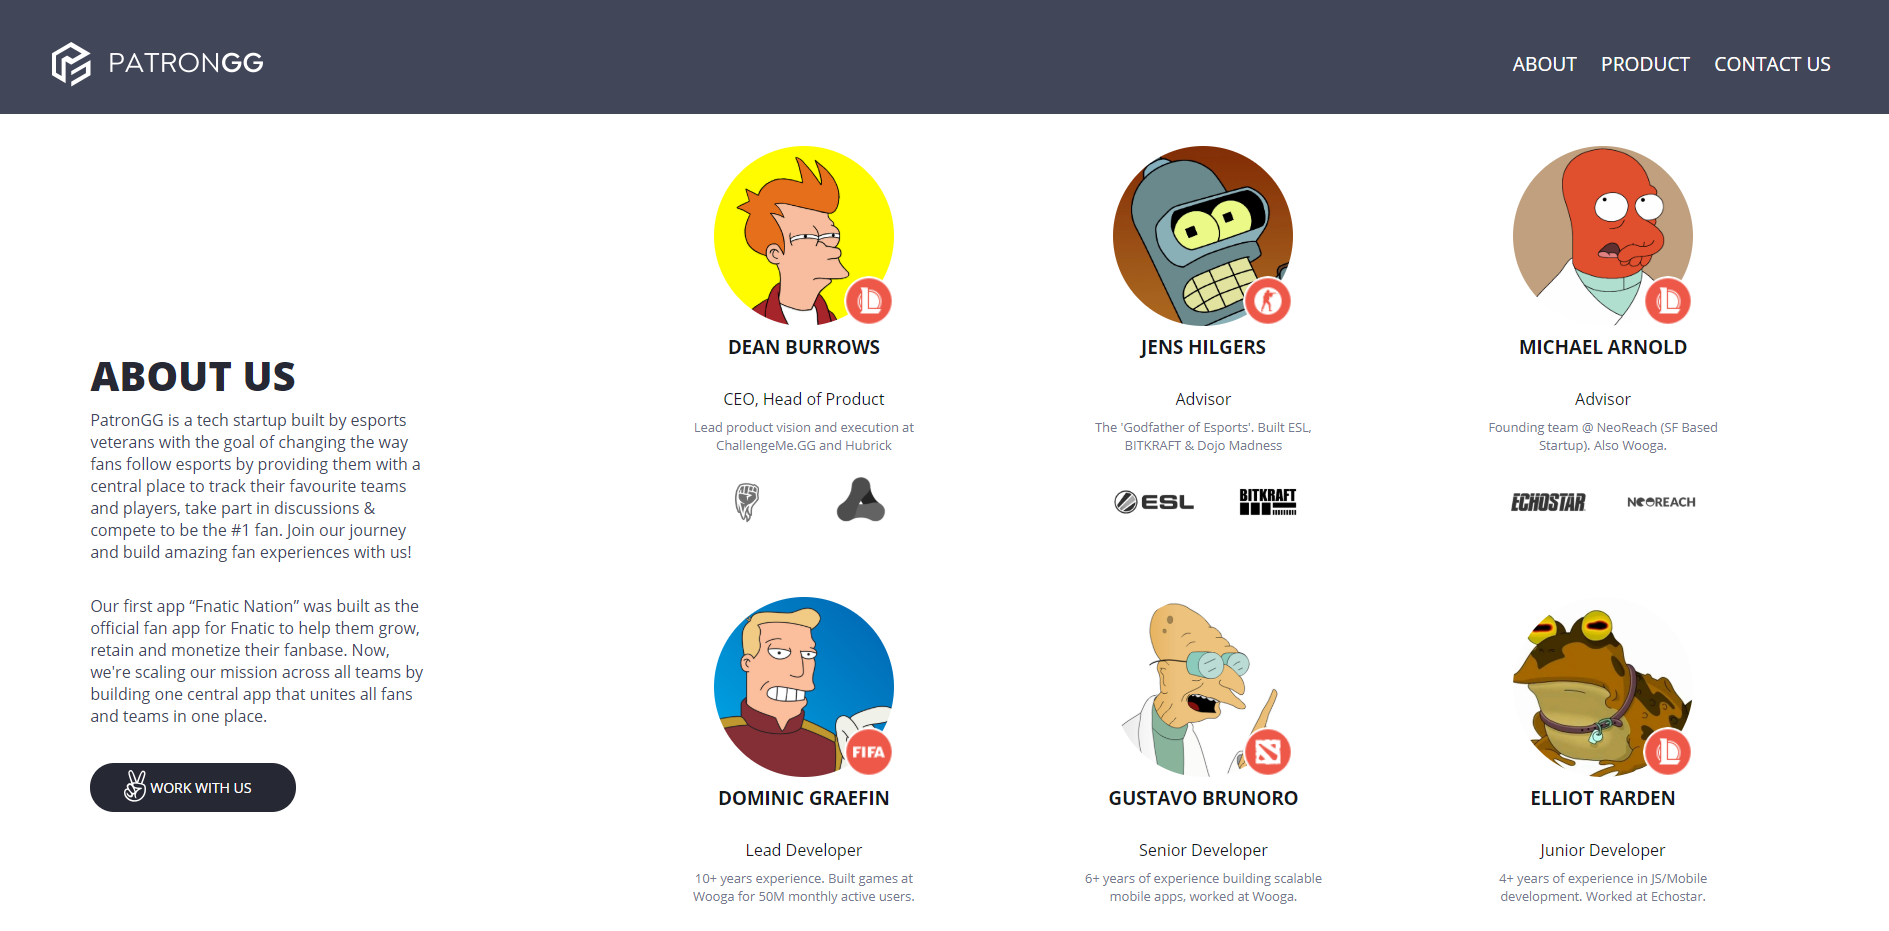 PATRONGG
ABOUT PRODUCT CONTACT US
ABOUT US
PatronGG is a tech startup built by esports
veterans with the goal of changing the way
fans follow esports by providing them with a
central place to track their favourite teams
and players, take part in discussions &
compete to be the #1 fan. Join our journey
and build amazing fan experiences with us!
Our first app “Fnatic Nation” was built as the
official fan app for Fnatic to help them grow,
retain and monetize their fanbase. Now,
we're scaling our mission across all teams by
building one central app that unites all fans
and teams in one place.
WORK WITH US
DEAN BURROWS
CEO, Head of Product
Lead product vision and execution at
ChallengeMe.GG and Hubrick
JENS HILGERS
Advisor
The 'Godfather of Esports'. Built ESL,
BITKRAFT & Dojo Madness
ESL
BITKRAFT
MICHAEL ARNOLD
Advisor
Founding team @ NeoReach (SF Based
Startup). Also Wooga.
ECHOSTAR
NEOREACH
FIFA
DOMINIC GRAEFIN
Lead Developer
10+ years experience. Built games at
Wooga for 50M monthly active users.
GUSTAVO BRUNORO
Senior Developer
6+ years of experience building scalable
mobile apps, worked at Wooga.
ELLIOT RARDEN
Junior Developer
4+ years of experience in JS/Mobile
development. Worked at Echostar.